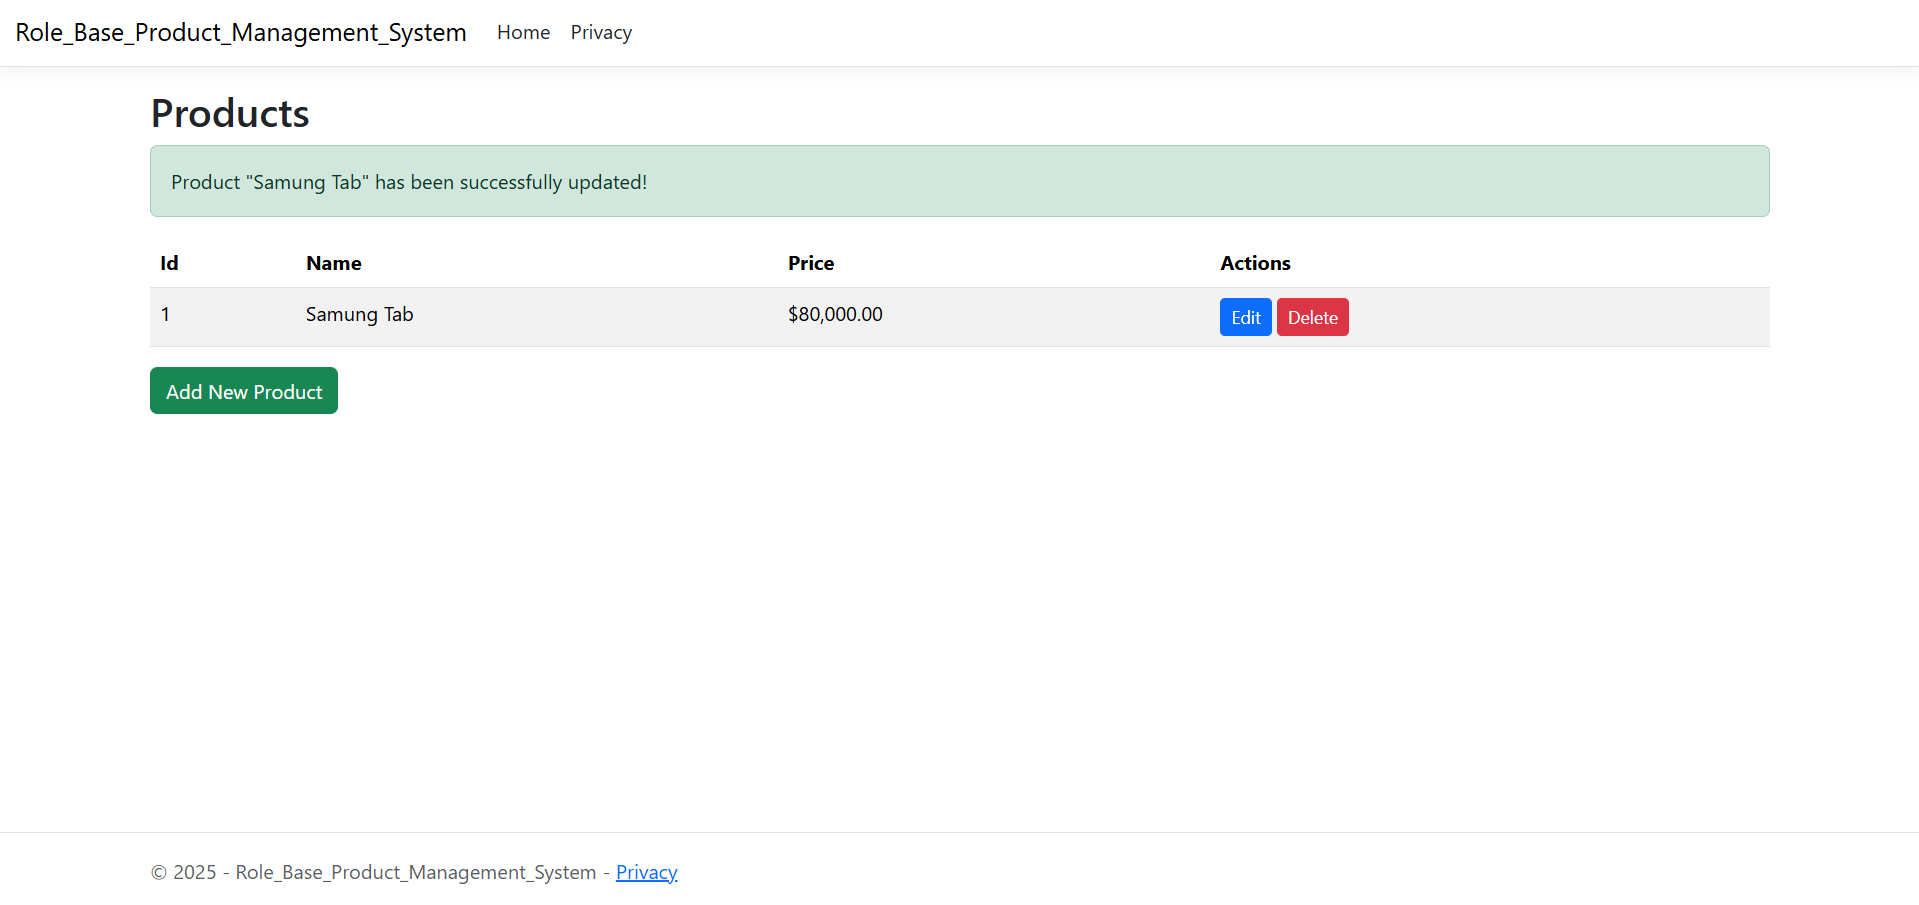 Role_Base_Product_Management_System Home Privacy
Products
Product "Samung Tab" has been successfully updated!
Id Name Price Actions
1 Samung Tab $80,000.00 Edit Delete
Add New Product
© 2025 - Role_Base_Product_Management_System - Privacy